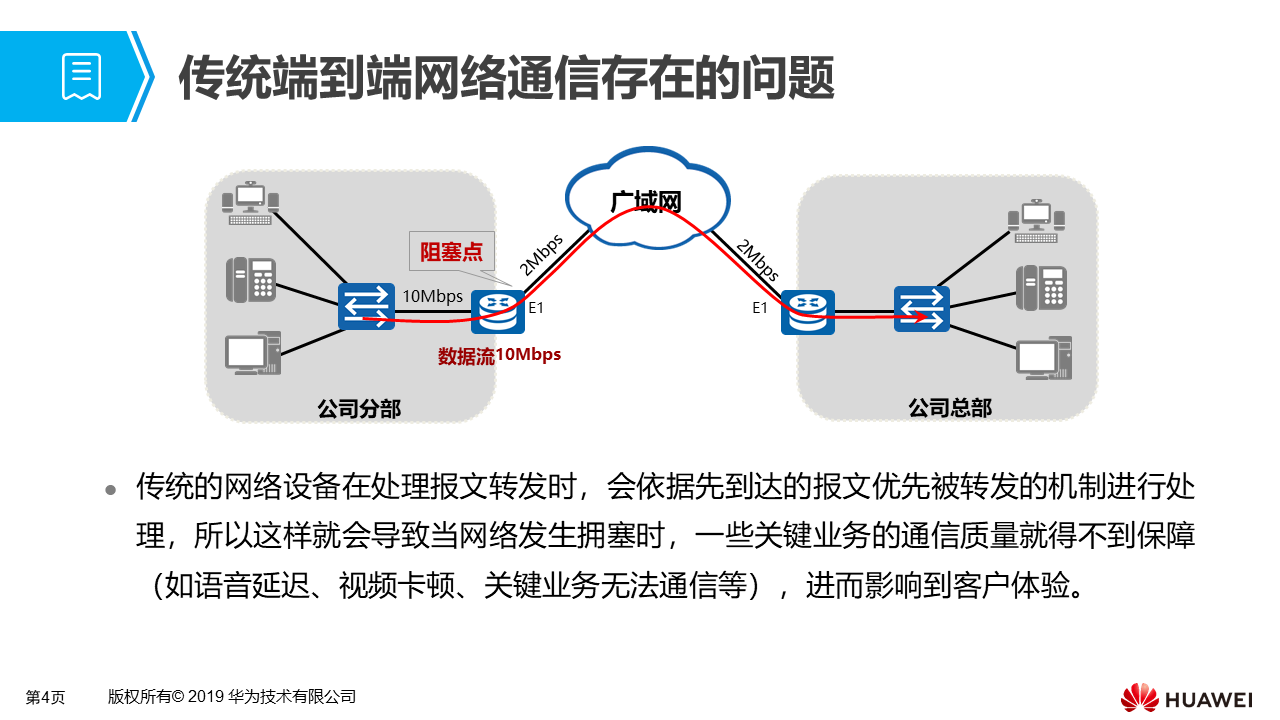 传统端到端网络通信存在的问题
广域网
阻塞点
2Mbps
2Mbps
10Mbps
E1
E1
数据流10Mbps
公司分部
公司总部
传统的网络设备在处理报文转发时，会依据先到达的报文优先被转发的机制进行处
理，所以这样就会导致当网络发生拥塞时，一些关键业务的通信质量就得不到保障
（如语音延迟、视频卡顿、关键业务无法通信等），进而影响到客户体验。
第4页
版权所有© 2019 华为技术有限公司
HUAWEI